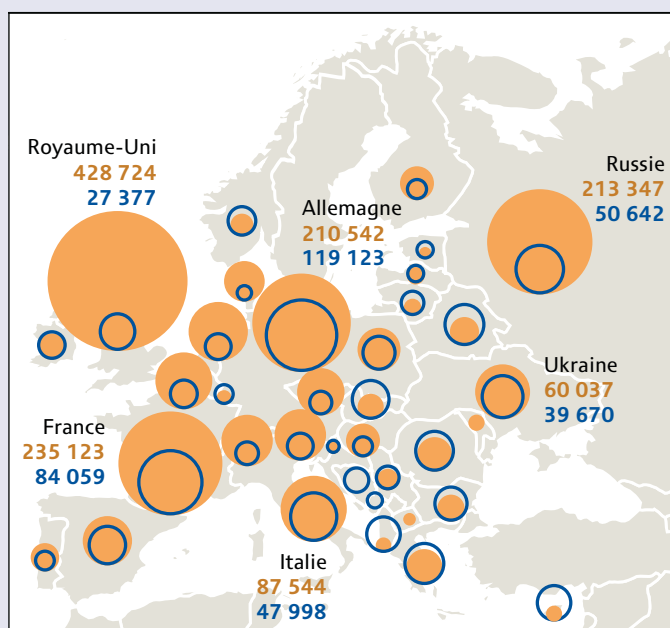 Royaume-Uni
428 724
27 377
Russie
213 347
50 642
Allemagne
210 542
119 123
Ukraine
60 037
39 670
France
235 123
84 059
Italie
87 544
47 998